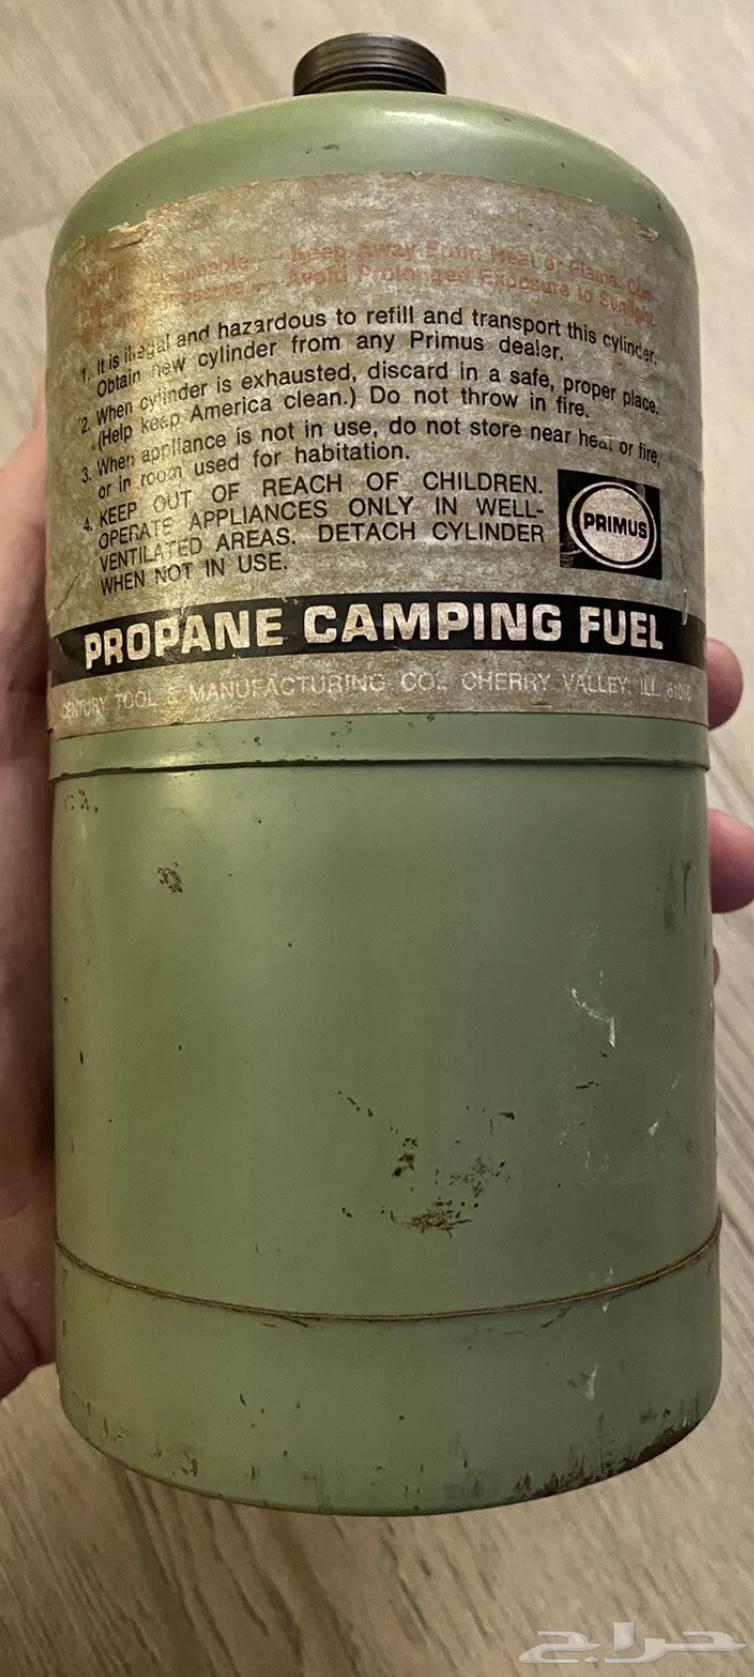 Flammable — Keep Away From Heat or Flame.
Avoid Prolonged Exposure to Sunlight.
1. It is illegal and hazardous to refill and transport this cylinder.
Obtain new cylinder from any Primus dealer.
2. When cylinder is exhausted, discard in a safe, proper place.
(Help keep America clean.) Do not throw in fire.
3. When appliance is not in use, do not store near heat or fire,
or in room used for habitation.
4. KEEP OUT OF REACH OF CHILDREN.
OPERATE APPLIANCES ONLY IN WELL-
VENTILATED AREAS. DETACH CYLINDER
WHEN NOT IN USE.
PRIMUS
PROPANE CAMPING FUEL
CENTURY TOOL & MANUFACTURING CO. CHERRY VALLEY, ILL.
حراج